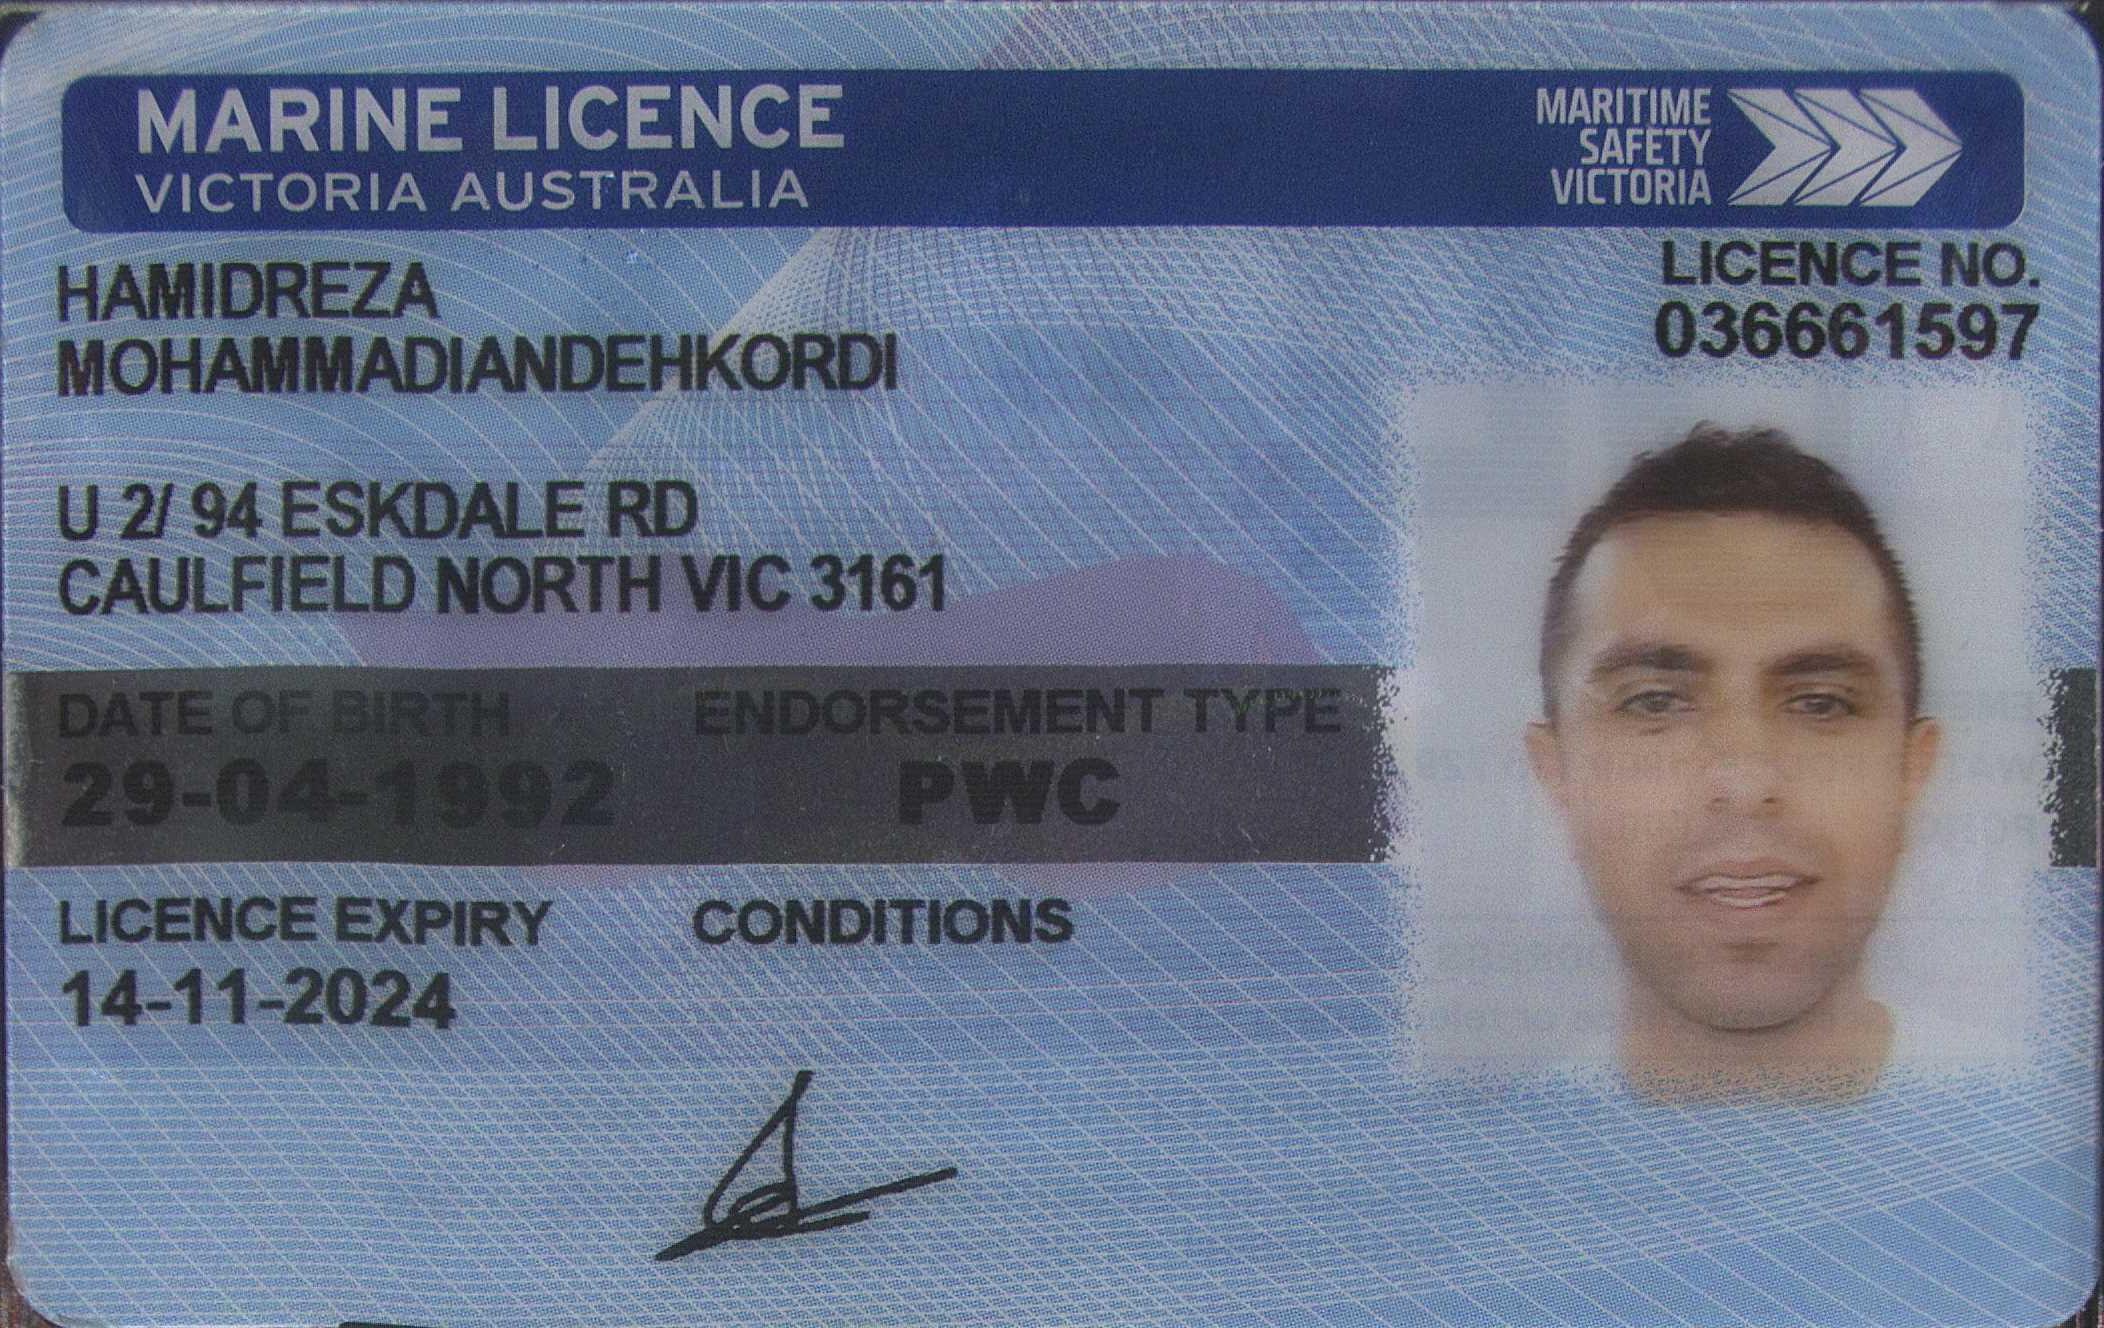 MARINE LICENCE
VICTORIA AUSTRALIA
MARITIME
SAFETY
VICTORIA
HAMIDREZA
MOHAMMADIANDEHKORDI
LICENCE NO.
036661597
U 2/ 94 ESKDALE RD
CAULFIELD NORTH VIC 3161
DATE OF BIRTH ENDORSEMENT TYPE
29-04-1992 PWC
LICENCE EXPIRY CONDITIONS
14-11-2024